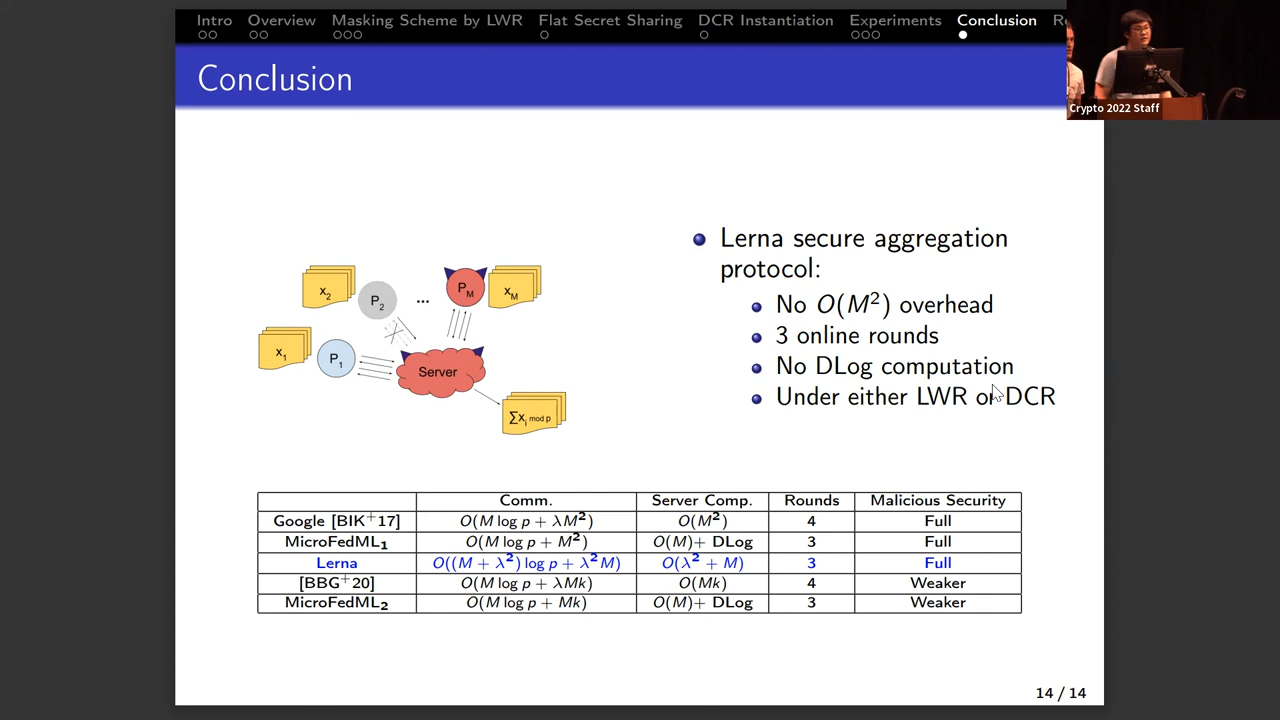 Intro Overview Masking Scheme by LWR Flat Secret Sharing DCR Instantiation Experiments Conclusion
Crypto 2022 Staff
Conclusion
Lerna secure aggregation
protocol:
No O(M²) overhead
3 online rounds
No DLog computation
Under either LWR or DCR
x₂ P₂ ... P_M x_M
x₁ P₁ Server
∑xᵢ mod p
Comm. Server Comp. Rounds Malicious Security
Google [BIK⁺17] O(M log p + λM²) O(M²) 4 Full
MicroFedML₁ O(M log p + M²) O(M)+ DLog 3 Full
Lerna O((M + λ²) log p + λ²M) O(λ² + M) 3 Full
[BBG⁺20] O(M log p + λMk) O(Mk) 4 Weaker
MicroFedML₂ O(M log p + Mk) O(M)+ DLog 3 Weaker
14 / 14